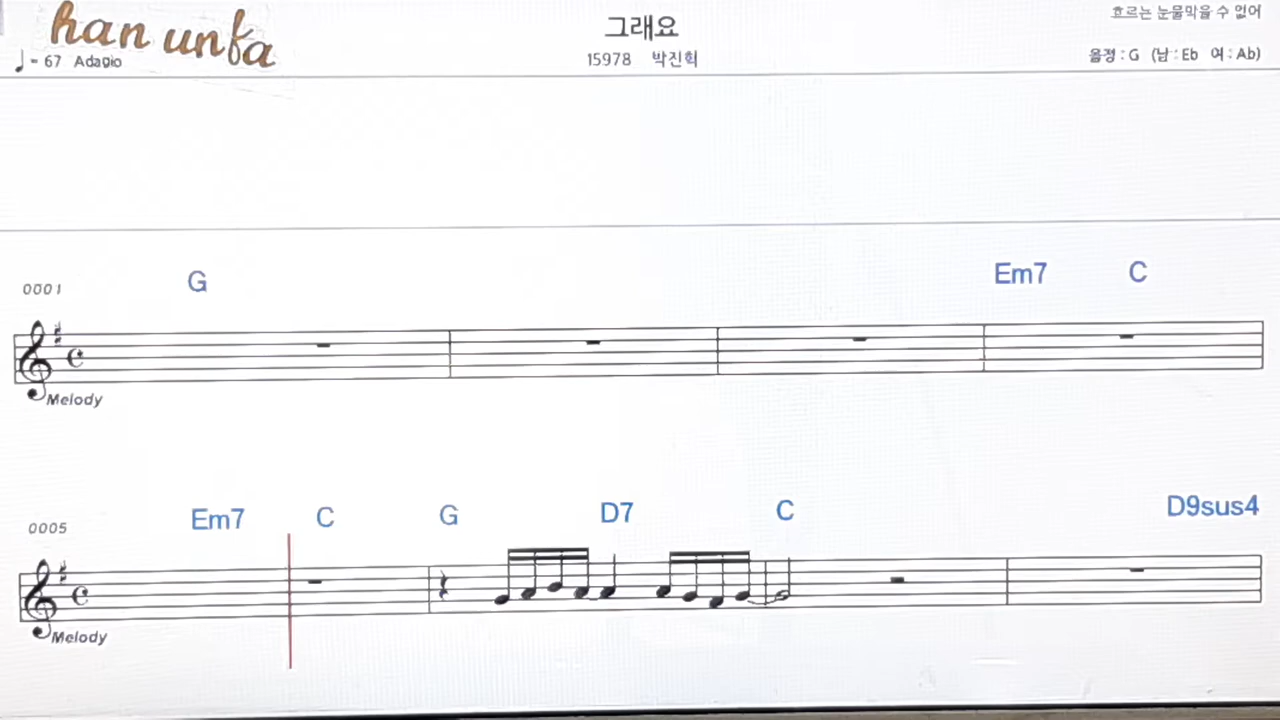 han unfa
♩= 67 Adagio
그래요
15978 박진희
흐르는 눈물막을 수 없어
음정 : G (남 : Eb 여 : Ab)
0001
G
Em7 C
Melody
0005
Em7 C G D7 C D9sus4
Melody